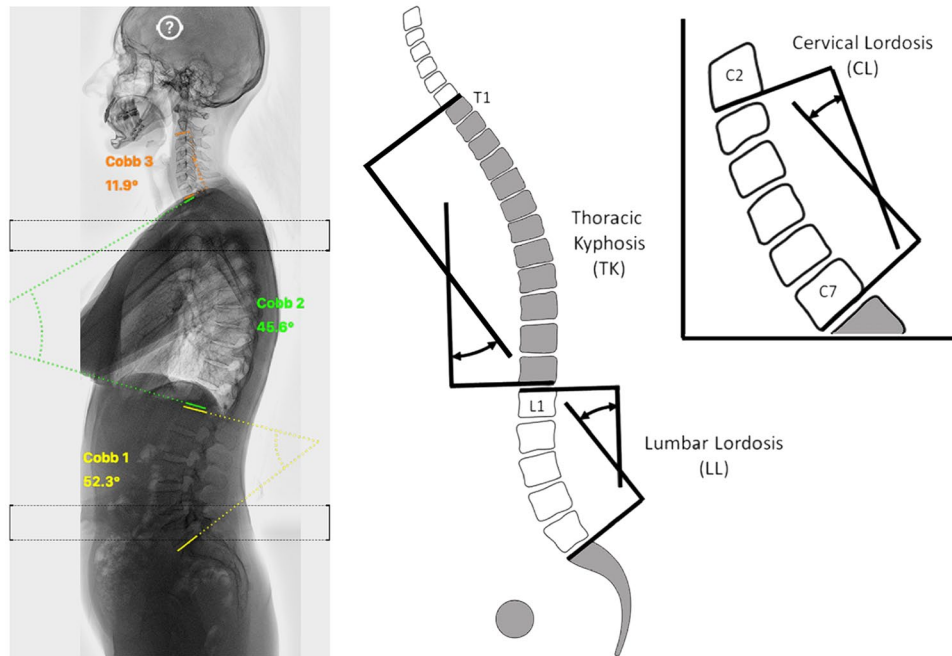 ?
Cobb 3
11.9°
Cobb 2
45.6°
Cobb 1
52.3°
T1
Thoracic
Kyphosis
(TK)
L1
Lumbar Lordosis
(LL)
Cervical Lordosis
(CL)
C2
C7